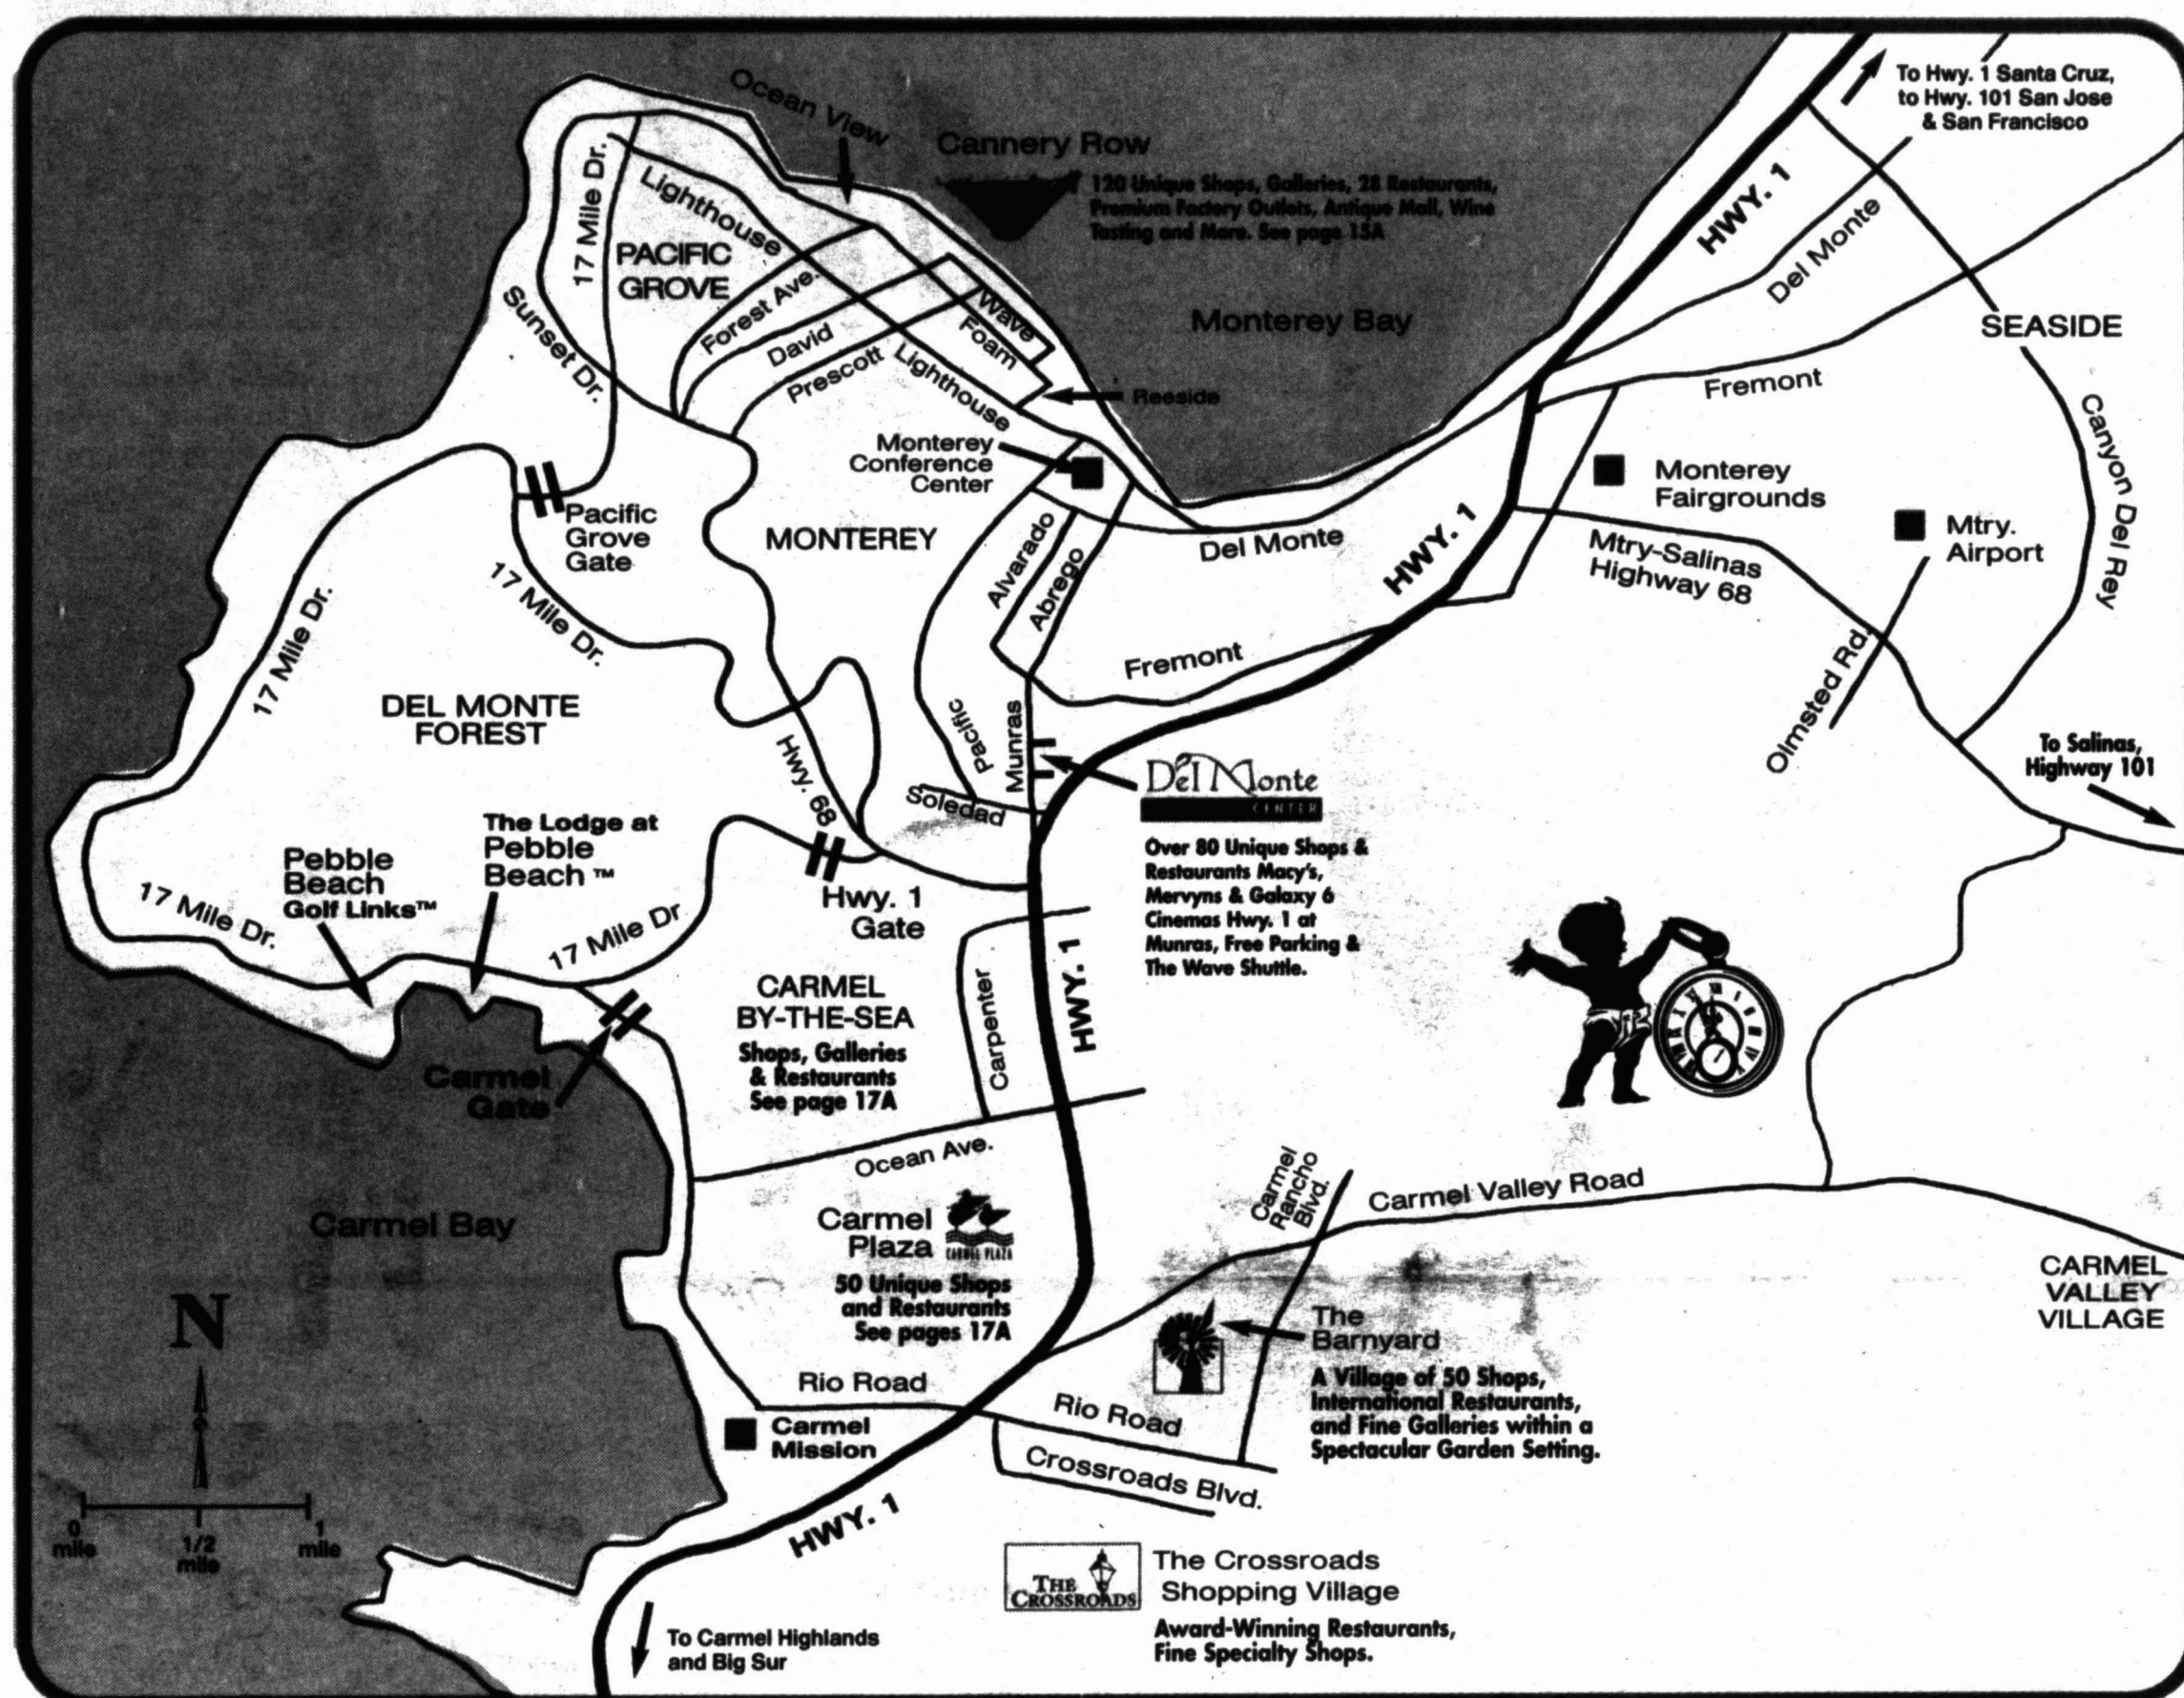 To Hwy. 1 Santa Cruz,
to Hwy. 101 San Jose
& San Francisco
Ocean View
Cannery Row
120 Unique Shops, Galleries, 28 Restaurants,
Premium Factory Outlets, Antique Mall, Wine
Tasting and More. See page 15A
17 Mile Dr.
Lighthouse
PACIFIC
GROVE
Forest Ave.
David
Prescott
Lighthouse
Wave
Foam
Reeside
Sunset Dr.
Monterey Bay
HWY. 1
Del Monte
SEASIDE
Fremont
Canyon Del Rey
Monterey
Conference
Center
Monterey
Fairgrounds
Mtry.
Airport
Pacific
Grove
Gate
MONTEREY
Alvarado
Abrego
Del Monte
HWY. 1
Mtry-Salinas
Highway 68
17 Mile Dr.
17 Mile Dr.
Fremont
Olmsted Rd.
DEL MONTE
FOREST
Pacific
Munras
Hwy. 68
Soledad
To Salinas,
Highway 101
Del Monte
CENTER
Over 80 Unique Shops &
Restaurants Macy's,
Mervyns & Galaxy 6
Cinemas Hwy. 1 at
Munras, Free Parking &
The Wave Shuttle.
The Lodge at
Pebble
Beach ™
Pebble
Beach
Golf Links™
17 Mile Dr.
17 Mile Dr
Hwy. 1
Gate
CARMEL
BY-THE-SEA
Shops, Galleries
& Restaurants
See page 17A
Carpenter
HWY. 1
Carmel
Gate
Ocean Ave.
Carmel
Rancho
Blvd.
Carmel Valley Road
Carmel Bay
Carmel
Plaza
CARMEL PLAZA
50 Unique Shops
and Restaurants
See pages 17A
CARMEL
VALLEY
VILLAGE
The
Barnyard
A Village of 50 Shops,
International Restaurants,
and Fine Galleries within a
Spectacular Garden Setting.
N
Rio Road
Rio Road
Carmel
Mission
Crossroads Blvd.
0
mile
1/2
mile
1
mile
HWY. 1
THE
CROSSROADS
The Crossroads
Shopping Village
Award-Winning Restaurants,
Fine Specialty Shops.
To Carmel Highlands
and Big Sur